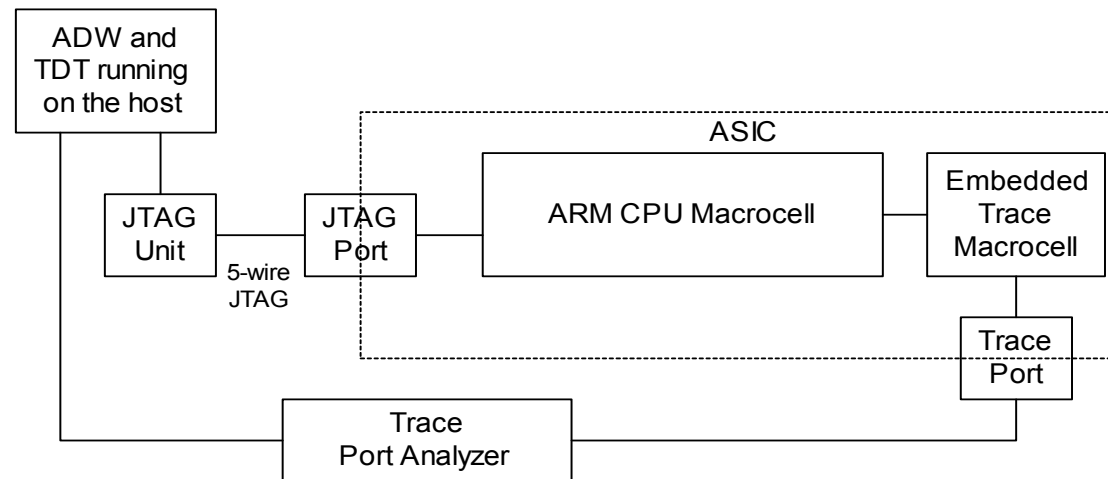 ADW and
TDT running
on the host
ASIC
JTAG
Unit
5-wire
JTAG
JTAG
Port
ARM CPU Macrocell
Embedded
Trace
Macrocell
Trace
Port
Trace
Port Analyzer